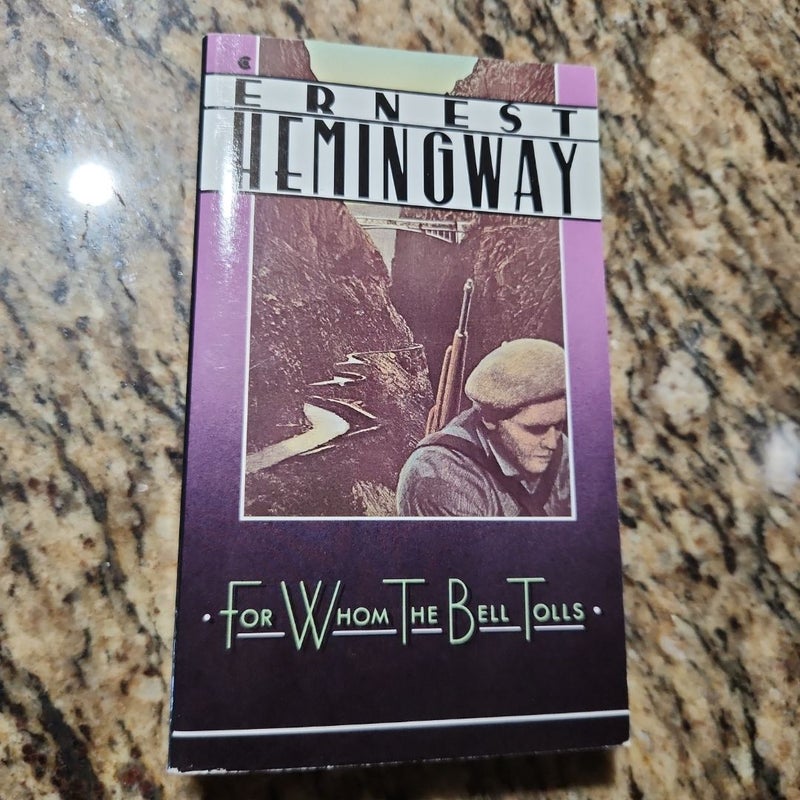 ERNEST
HEMINGWAY
• FOR WHOM THE BELL TOLLS •